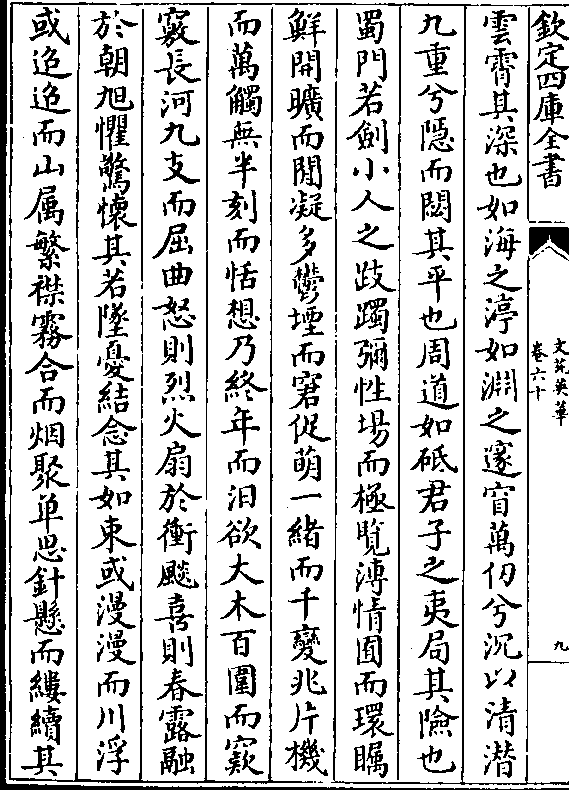 欽定四庫全書
文苑英華
卷六十
九
雲霄其深也如海之渟如淵之邃窅萬仞兮沉以清潜
九重兮隱而閟其平也周道如砥君子之夷局其險也
蜀門若劍小人之歧躅彌性場而極覽溥情囿而環矚
鮮開曠而閒凝多鬱堙而窘促萌一緒而千變兆片機
而萬觸無半刻而恬想乃終年而汨欲大木百圍而窾
竅長河九支而屈曲怒則烈火扇於衝飈喜則春露融
於朝旭懼驚懷其若墜憂結念其如束或漫漫而川浮
或迢迢而山属繁襟霧合而烟聚单思針懸而縷續其